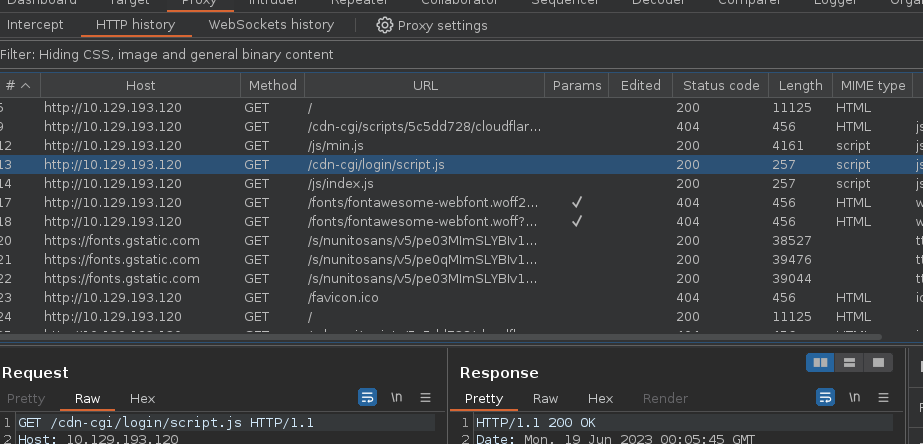 Dashboard Target Proxy Intruder Repeater Collaborator Sequencer Decoder Comparer Logger
Intercept HTTP history WebSockets history Proxy settings
Filter: Hiding CSS, image and general binary content
# Host Method URL Params Edited Status code Length MIME type
http://10.129.193.120 GET / 200 11125 HTML
9 http://10.129.193.120 GET /cdn-cgi/scripts/5c5dd728/cloudflar... 404 456 HTML
12 http://10.129.193.120 GET /js/min.js 200 4161 script
13 http://10.129.193.120 GET /cdn-cgi/login/script.js 200 257 script
14 http://10.129.193.120 GET /js/index.js 200 257 script
17 http://10.129.193.120 GET /fonts/fontawesome-webfont.woff2... ✓ 404 456 HTML
18 http://10.129.193.120 GET /fonts/fontawesome-webfont.woff?... ✓ 404 456 HTML
20 https://fonts.gstatic.com GET /s/nunitosans/v5/pe03MImSLYBIv1... 200 38527
21 https://fonts.gstatic.com GET /s/nunitosans/v5/pe0qMImSLYBIv1... 200 39476
22 https://fonts.gstatic.com GET /s/nunitosans/v5/pe03MImSLYBIv1... 200 39044
23 http://10.129.193.120 GET /favicon.ico 404 456 HTML
24 http://10.129.193.120 GET / 200 11125 HTML
Request Response
Pretty Raw Hex \n Pretty Raw Hex Render \n
1 GET /cdn-cgi/login/script.js HTTP/1.1 1 HTTP/1.1 200 OK
2 Host: 10.129.193.120 2 Date: Mon, 19 Jun 2023 00:05:45 GMT